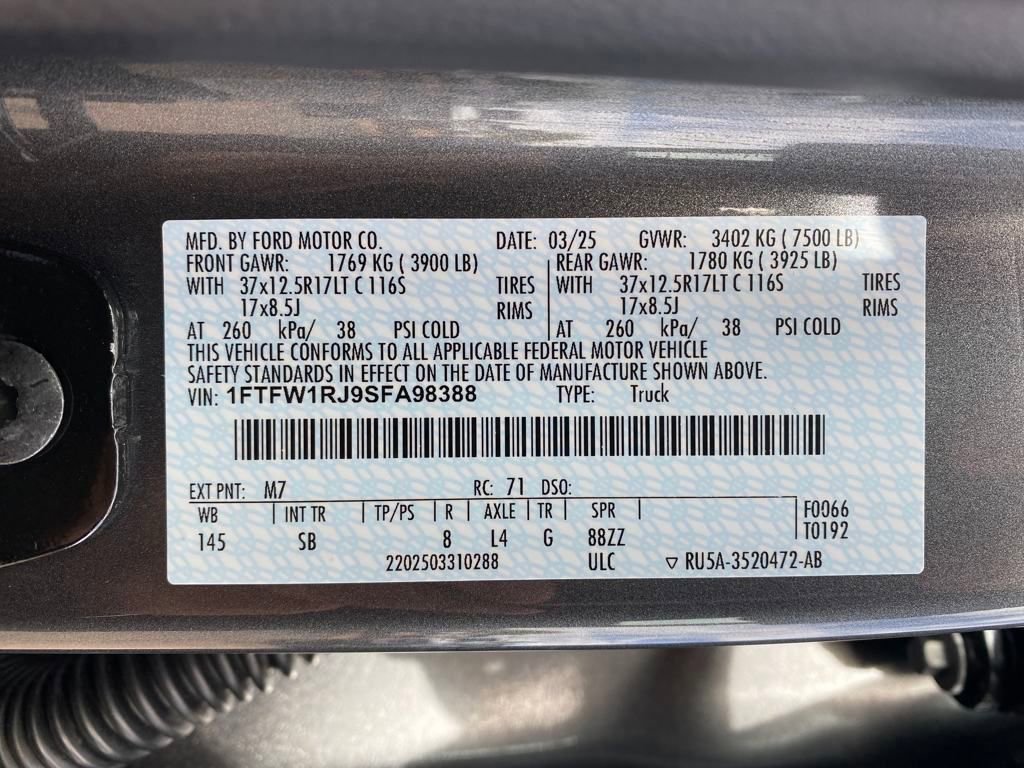 MFD. BY FORD MOTOR CO. DATE: 03/25 GVWR: 3402 KG ( 7500 LB)
FRONT GAWR: 1769 KG ( 3900 LB) REAR GAWR: 1780 KG ( 3925 LB)
WITH 37x12.5R17LT C 116S TIRES WITH 37x12.5R17LT C 116S TIRES
17x8.5J RIMS 17x8.5J RIMS
AT 260 kPa/ 38 PSI COLD AT 260 kPa/ 38 PSI COLD
THIS VEHICLE CONFORMS TO ALL APPLICABLE FEDERAL MOTOR VEHICLE
SAFETY STANDARDS IN EFFECT ON THE DATE OF MANUFACTURE SHOWN ABOVE.
VIN: 1FTFW1RJ9SFA98388 TYPE: Truck
EXT PNT: M7 RC: 71 DSO:
WB INT TR TP/PS R AXLE TR SPR F0066
145 SB 8 L4 G 88ZZ T0192
2202503310288 ULC ▽ RU5A-3520472-AB